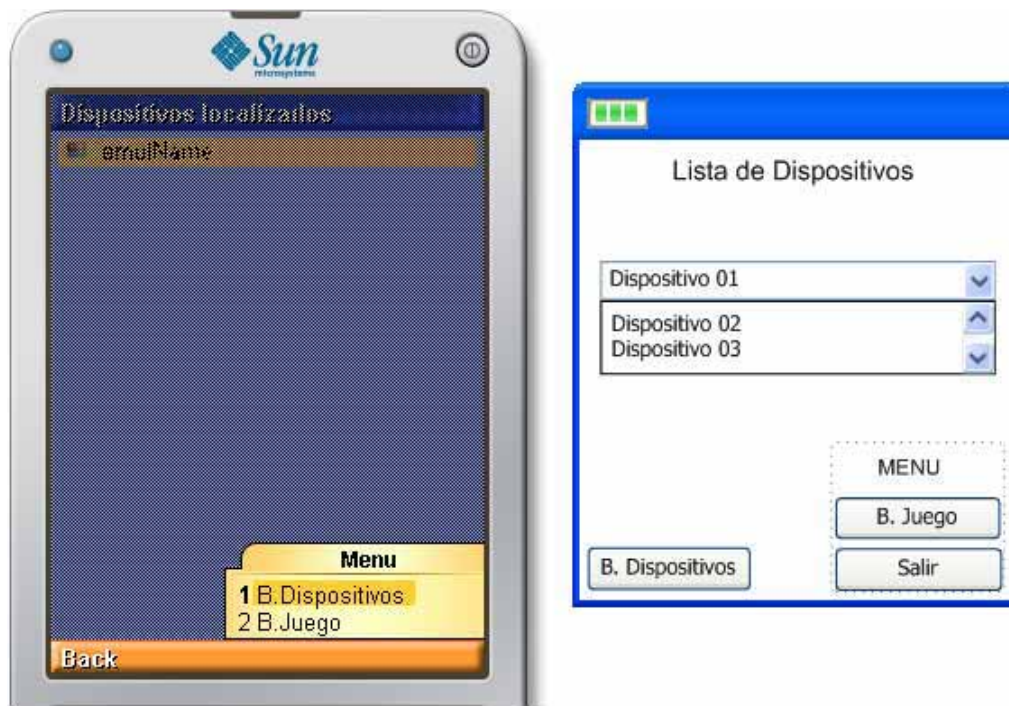 Sun
microsystems
Dispositivos localizados
emulName
Menu
1 B.Dispositivos
2 B.Juego
Back
Lista de Dispositivos
Dispositivo 01
Dispositivo 02
Dispositivo 03
MENU
B. Juego
B. Dispositivos
Salir